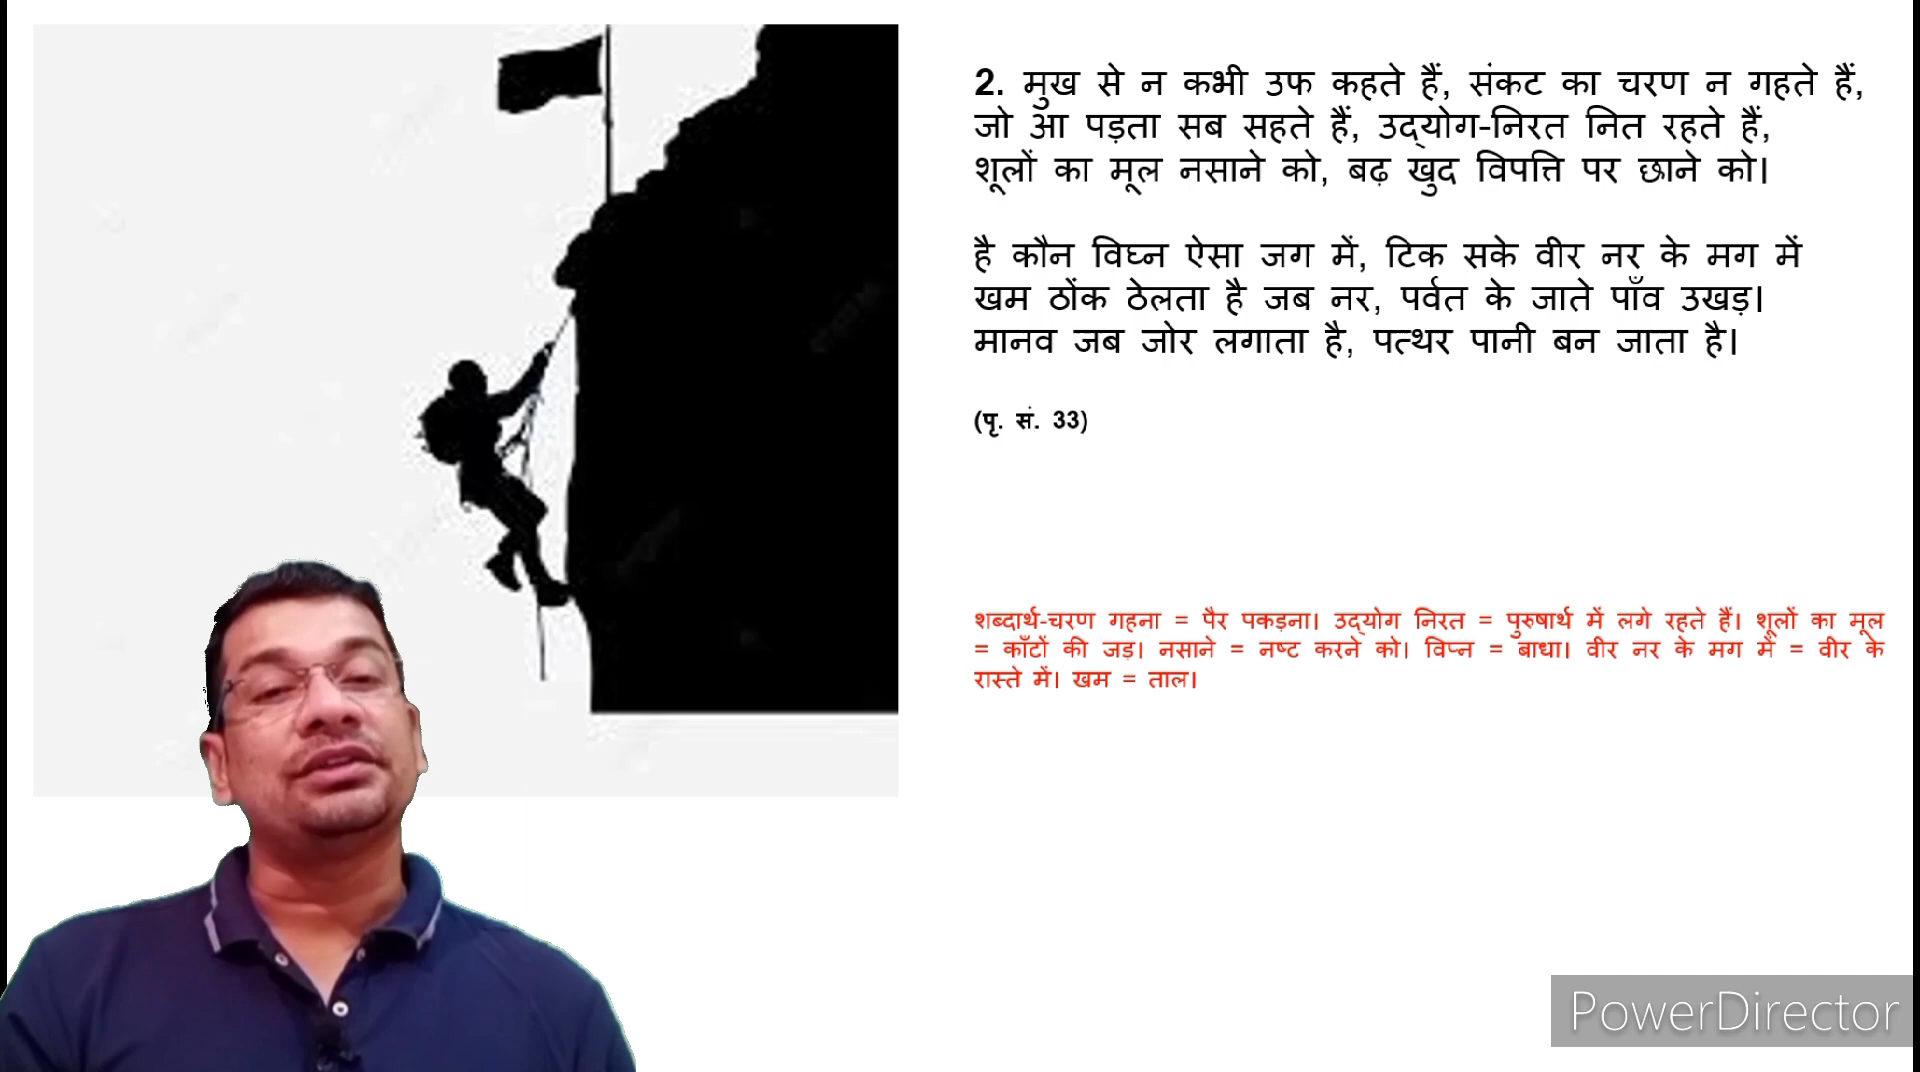 2. मुख से न कभी उफ कहते हैं, संकट का चरण न गहते हैं,
जो आ पड़ता सब सहते हैं, उद्‌योग-निरत नित रहते हैं,
शूलों का मूल नसाने को, बढ़ खुद विपत्ति पर छाने को।
है कौन विघ्न ऐसा जग में, टिक सके वीर नर के मग में
खम ठोंक ठेलता है जब नर, पर्वत के जाते पाँव उखड़।
मानव जब जोर लगाता है, पत्थर पानी बन जाता है।
(पृ. सं. 33)
शब्दार्थ-चरण गहना = पैर पकड़ना। उद्‌योग निरत = पुरुषार्थ में लगे रहते हैं। शूलों का मूल
= काँटों की जड़। नसाने = नष्ट करने को। विप्न = बाधा। वीर नर के मग में = वीर के
रास्ते में। खम = ताल।
PowerDirector